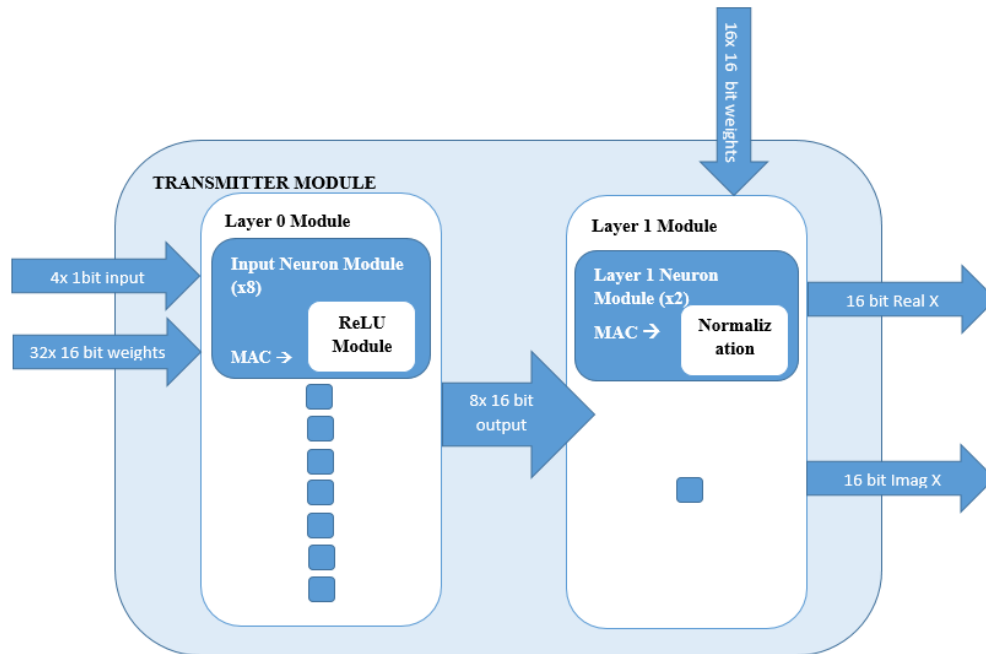 16x 16 bit weights
TRANSMITTER MODULE
Layer 0 Module
Input Neuron Module
(x8)
ReLU
Module
MAC →
4x 1bit input
32x 16 bit weights
8x 16 bit
output
Layer 1 Module
Layer 1 Neuron
Module (x2)
MAC →
Normaliz
ation
16 bit Real X
16 bit Imag X